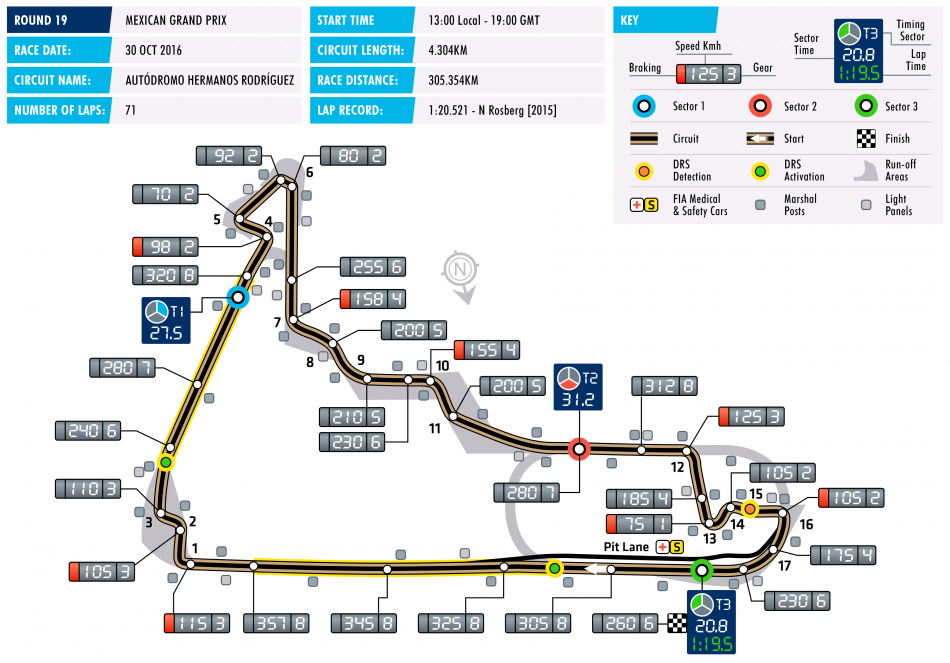 ROUND 19 MEXICAN GRAND PRIX
RACE DATE: 30 OCT 2016
CIRCUIT NAME: AUTÓDROMO HERMANOS RODRÍGUEZ
NUMBER OF LAPS: 71
START TIME 13:00 Local - 19:00 GMT
CIRCUIT LENGTH: 4.304KM
RACE DISTANCE: 305.354KM
LAP RECORD: 1:20.521 - N Rosberg [2015]
KEY
Speed Kmh
Braking 125 3 Gear
Sector Time
T3
20.8
1:19.5
Timing Sector
Lap Time
Sector 1
Sector 2
Sector 3
Circuit
Start
Finish
DRS Detection
DRS Activation
Run-off Areas
S
FIA Medical & Safety Cars
Marshal Posts
Light Panels
92 2
80 2
6
70 2
5
4
98 2
320 8
T1
27.5
255 6
N
158 4
7
200 5
8
9
155 4
10
280 7
T2
31.2
200 5
312 8
210 5
11
125 3
240 6
230 6
12
105 2
280 7
185 4
15
110 3
105 2
3
2
75 1
14
13
16
1
Pit Lane S
17
175 4
105 3
230 6
115 3
357 8
345 8
325 8
305 8
260 6
T3
20.8
1:19.5